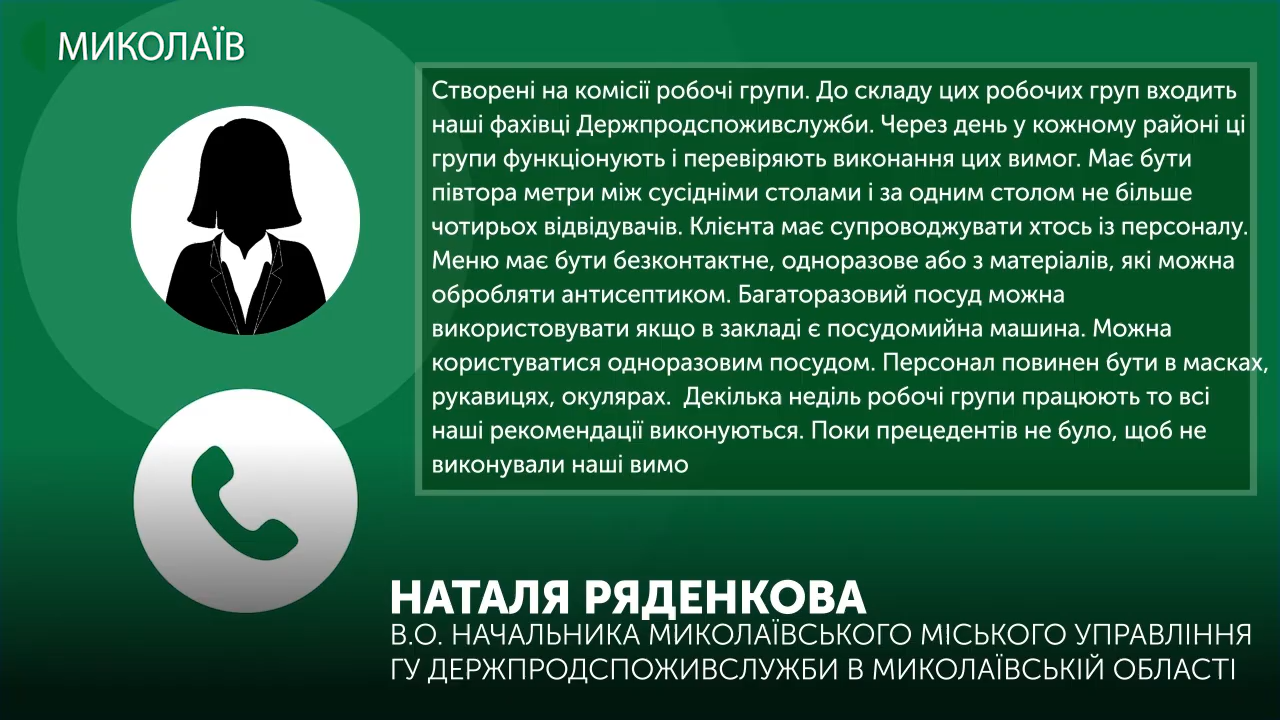 МИКОЛАЇВ
Створені на комісії робочі групи. До складу цих робочих груп входить
наші фахівці Держпродспоживслужби. Через день у кожному районі ці
групи функціонують і перевіряють виконання цих вимог. Має бути
півтора метри між сусідніми столами і за одним столом не більше
чотирьох відвідувачів. Клієнта має супроводжувати хтось із персоналу.
Меню має бути безконтактне, одноразове або з матеріалів, які можна
обробляти антисептиком. Багаторазовий посуд можна
використовувати якщо в закладі є посудомийна машина. Можна
користуватися одноразовим посудом. Персонал повинен бути в масках,
рукавицях, окулярах.  Декілька неділь робочі групи працюють то всі
наші рекомендації виконуються. Поки прецедентів не було, щоб не
виконували наші вимо
НАТАЛЯ РЯДЕНКОВА
В.О. НАЧАЛЬНИКА МИКОЛАЇВСЬКОГО МІСЬКОГО УПРАВЛІННЯ
ГУ ДЕРЖПРОДСПОЖИВСЛУЖБИ В МИКОЛАЇВСЬКІЙ ОБЛАСТІ